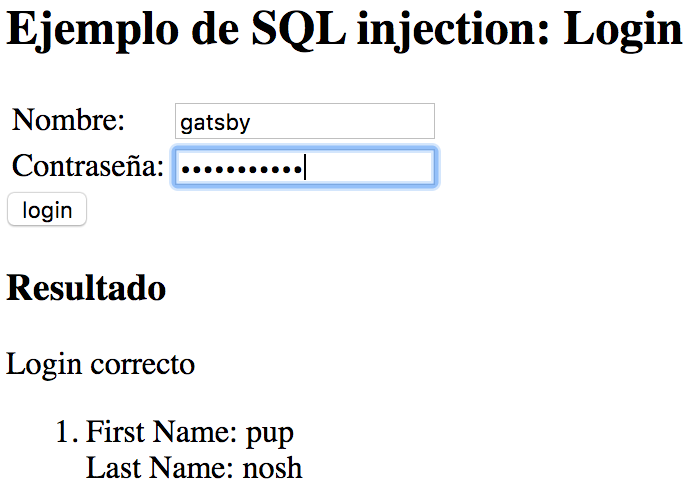 Ejemplo de SQL injection: Login
Nombre: gatsby
Contraseña: •••••••••••
login
Resultado
Login correcto
1. First Name: pup
Last Name: nosh